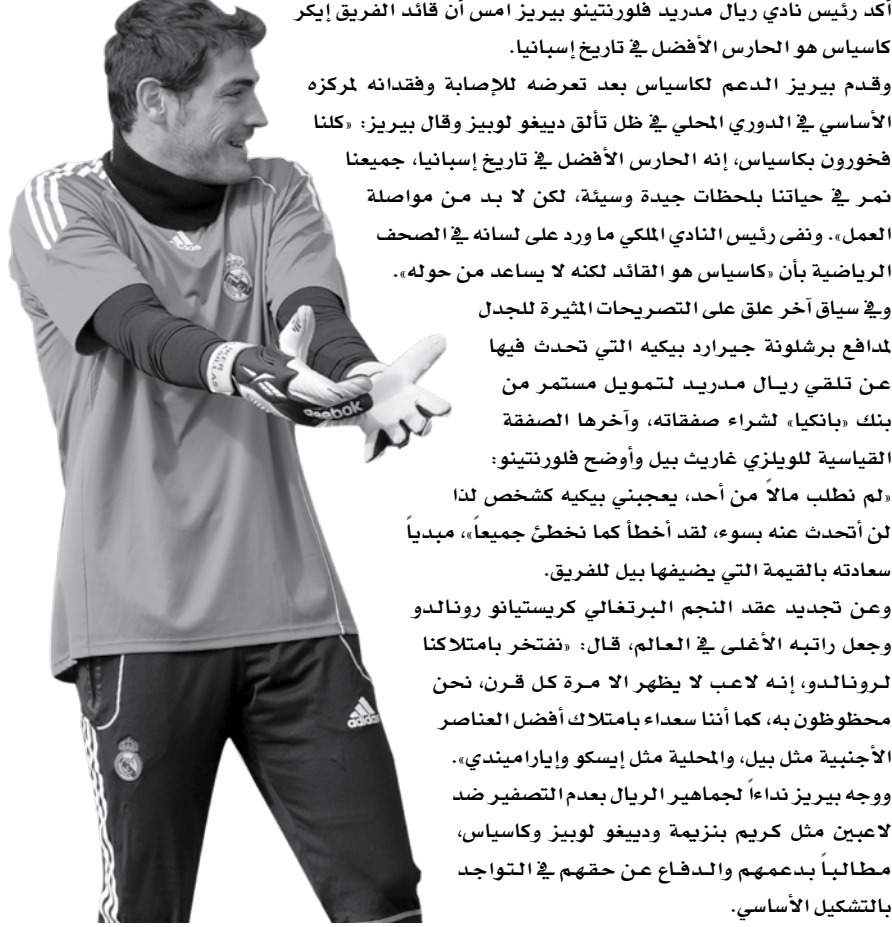 أكد رئيس نادي ريال مدريد فلورنتينو بيريز امس أن قائد الفريق إيكر
كاسياس هو الحارس الأفضل في تاريخ إسبانيا.
وقدم بيريز الدعم لكاسياس بعد تعرضه للإصابة وفقدانه لمركزه
الأساسي في الدوري المحلي في ظل تألق دييغو لوبيز وقال بيريز: «كلنا
فخورون بكاسياس، إنه الحارس الأفضل في تاريخ إسبانيا، جميعنا
نمر في حياتنا بلحظات جيدة وسيئة، لكن لا بد من مواصلة
العمل». ونفى رئيس النادي الملكي ما ورد على لسانه في الصحف
الرياضية بأن «كاسياس هو القائد لكنه لا يساعد من حوله».
وفي سياق آخر علق على التصريحات المثيرة للجدل
لمدافع برشلونة جيرارد بيكيه التي تحدث فيها
عن تلقي ريال مدريد لتمويل مستمر من
بنك «بانكيا» لشراء صفقاته، وآخرها الصفقة
القياسية للويلزي غاريث بيل وأوضح فلورنتينو:
«لم نطلب مالاً من أحد، يعجبني بيكيه كشخص لذا
لن أتحدث عنه بسوء، لقد أخطأ كما نخطئ جميعاً»، مبدياً
سعادته بالقيمة التي يضيفها بيل للفريق.
وعن تجديد عقد النجم البرتغالي كريستيانو رونالدو
وجعل راتبه الأغلى في العالم، قال: «نفتخر بامتلاكنا
لرونالدو، إنه لاعب لا يظهر الا مرة كل قرن، نحن
محظوظون به، كما أننا سعداء بامتلاك أفضل العناصر
الأجنبية مثل بيل، والمحلية مثل إيسكو وإياراميندي».
ووجه بيريز نداءاً لجماهير الريال بعدم التصفير ضد
لاعبين مثل كريم بنزيمة ودييغو لوبيز وكاسياس،
مطالباً بدعمهم والدفاع عن حقهم في التواجد
بالتشكيل الأساسي.
adidas
IKER
CASILLAS
Reebok
adidas